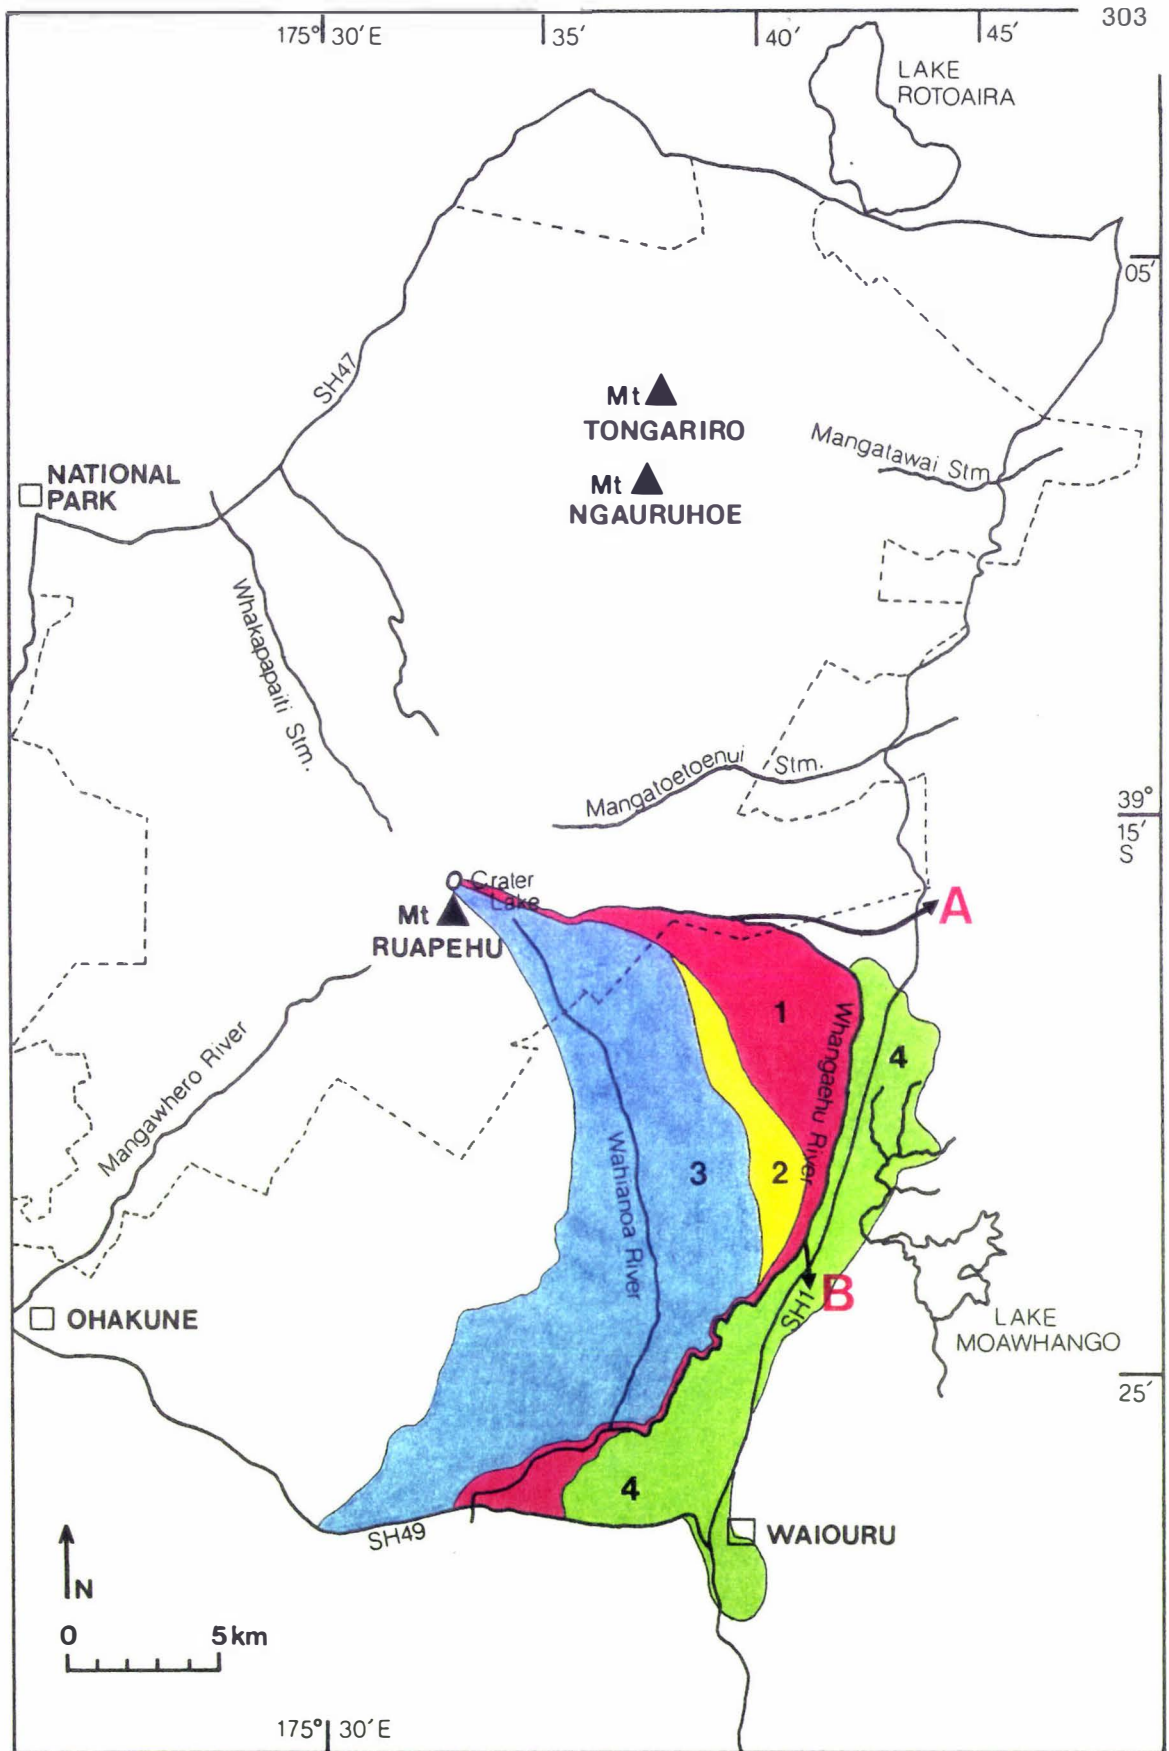 303
175° 30′ E
35′
40′
45′
LAKE
ROTOAIRA
05′
SH47
Mt
TONGARIRO
Mangatawai Stm
NATIONAL
PARK
Mt
NGAURUHOE
Whakapapaiti Stm.
Mangatoetoenui Stm.
39°
15′
S
Crater
Lake
Mt
RUAPEHU
A
1
Whangaehu River
4
Mangawhero River
3
2
Wahianoa River
B
SH1
OHAKUNE
LAKE
MOAWHANGO
25′
4
SH49
WAIOURU
N
0 5km
175° 30′ E